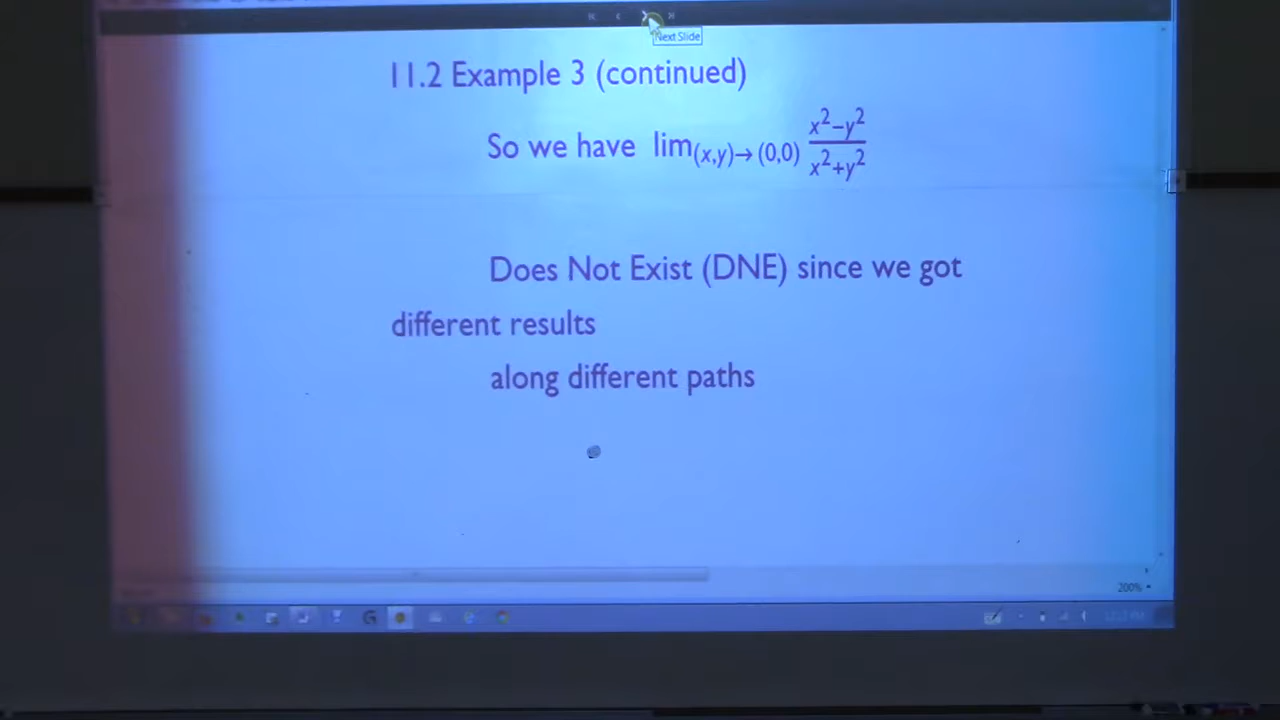 Next Slide
11.2 Example 3 (continued)
So we have lim(x,y)→(0,0) x²−y²/x²+y²
Does Not Exist (DNE) since we got
different results
along different paths
200%